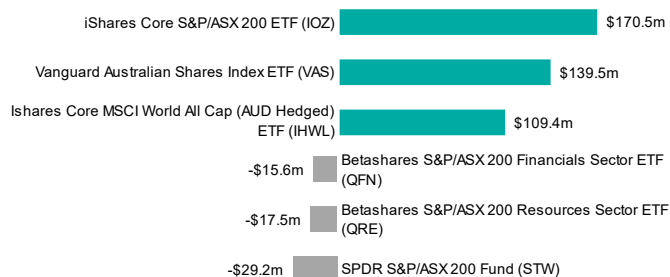 iShares Core S&P/ASX 200 ETF (IOZ) $170.5m
Vanguard Australian Shares Index ETF (VAS) $139.5m
Ishares Core MSCI World All Cap (AUD Hedged)
ETF (IHWL) $109.4m
-$15.6m Betashares S&P/ASX 200 Financials Sector ETF
(QFN)
-$17.5m Betashares S&P/ASX 200 Resources Sector ETF
(QRE)
-$29.2m SPDR S&P/ASX 200 Fund (STW)